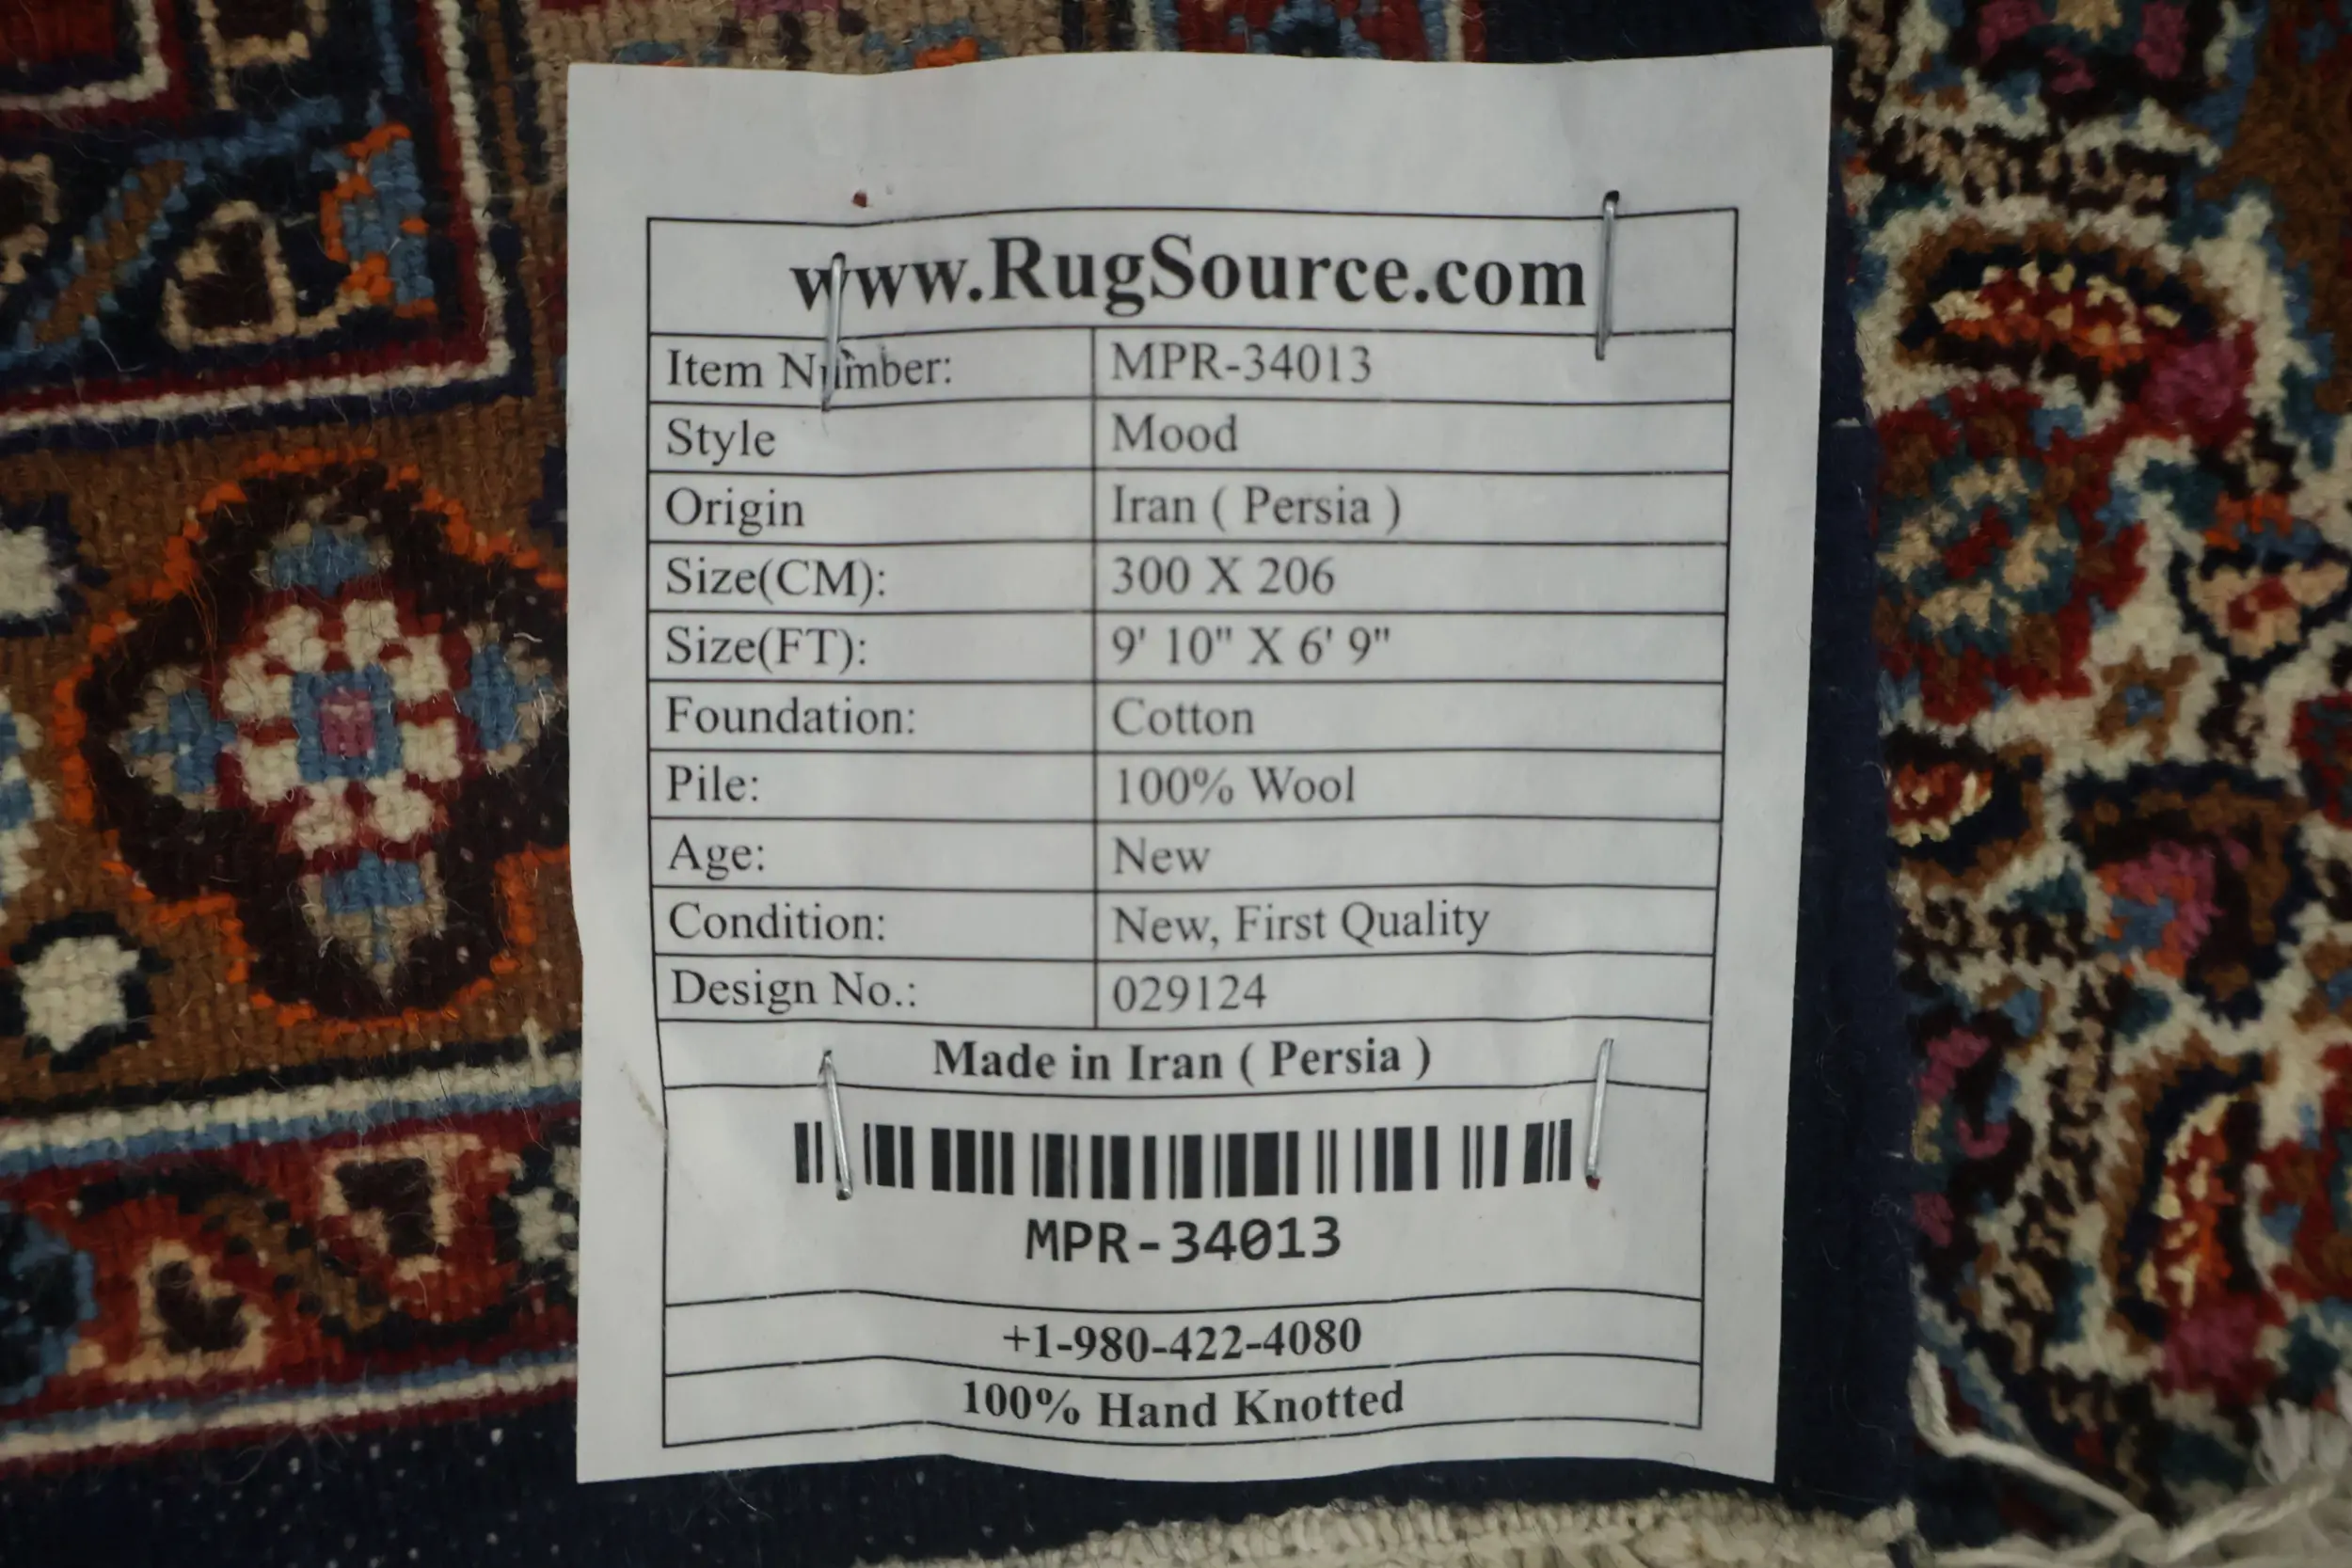 www.RugSource.com
Item Number: MPR-34013
Style Mood
Origin Iran ( Persia )
Size(CM): 300 X 206
Size(FT): 9' 10" X 6' 9"
Foundation: Cotton
Pile: 100% Wool
Age: New
Condition: New, First Quality
Design No.: 029124
Made in Iran ( Persia )
MPR-34013
+1-980-422-4080
100% Hand Knotted